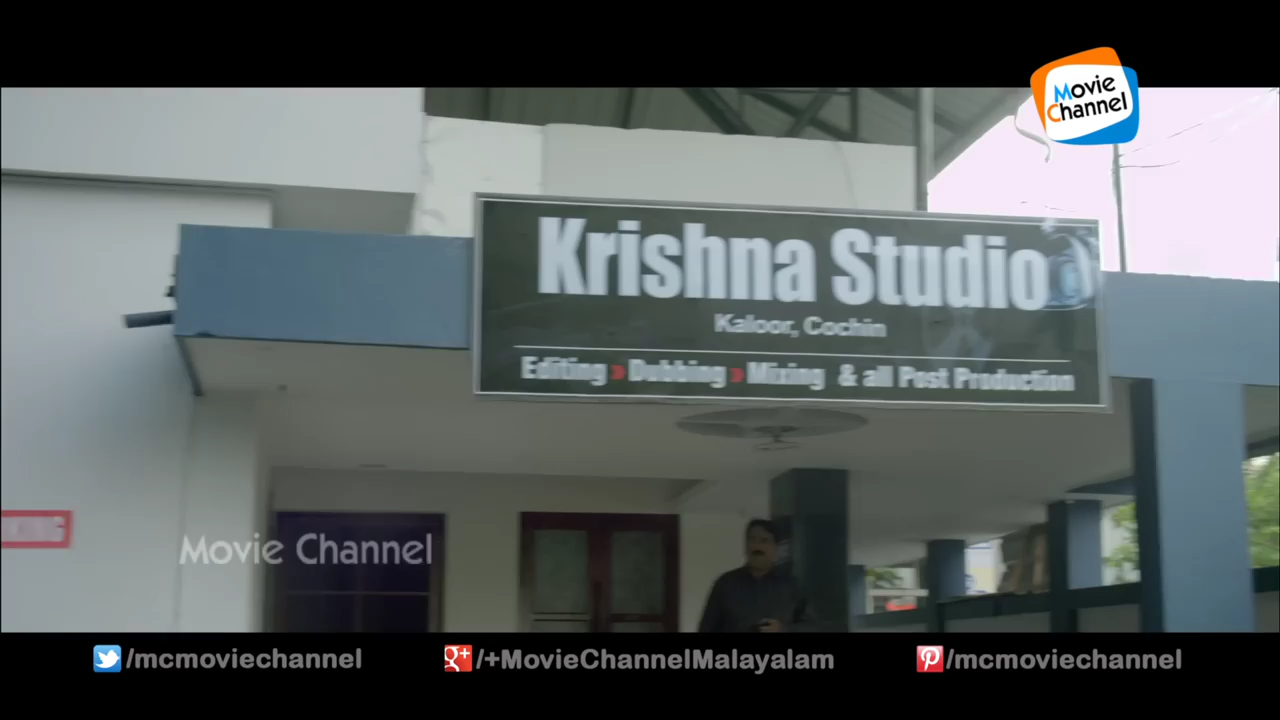 Movie
Channel
Krishna Studio
Kaloor, Cochin
Editing » Dubbing » Mixing & all Post Production
Movie Channel
/mcmoviechannel
/+MovieChannelMalayalam
/mcmoviechannel